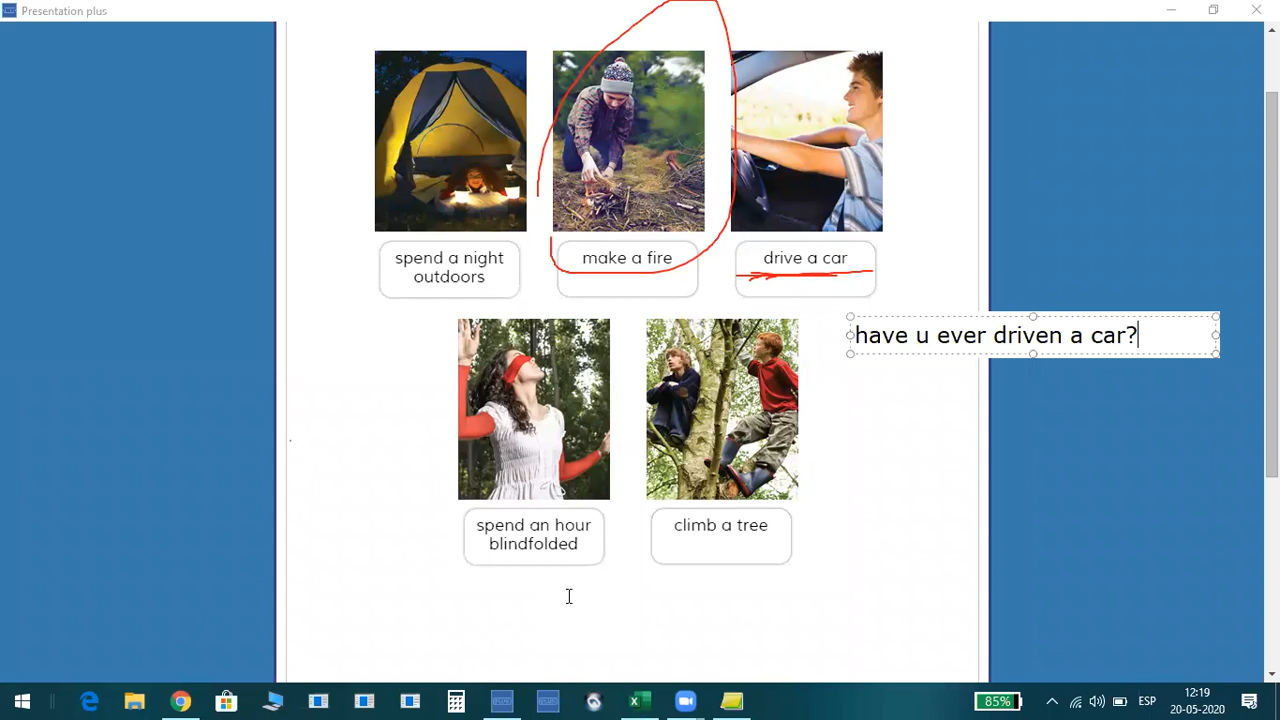 Presentation plus
spend a night
outdoors
make a fire
drive a car
have u ever driven a car?
spend an hour
blindfolded
climb a tree
85%
ESP
12:19
20-05-2020